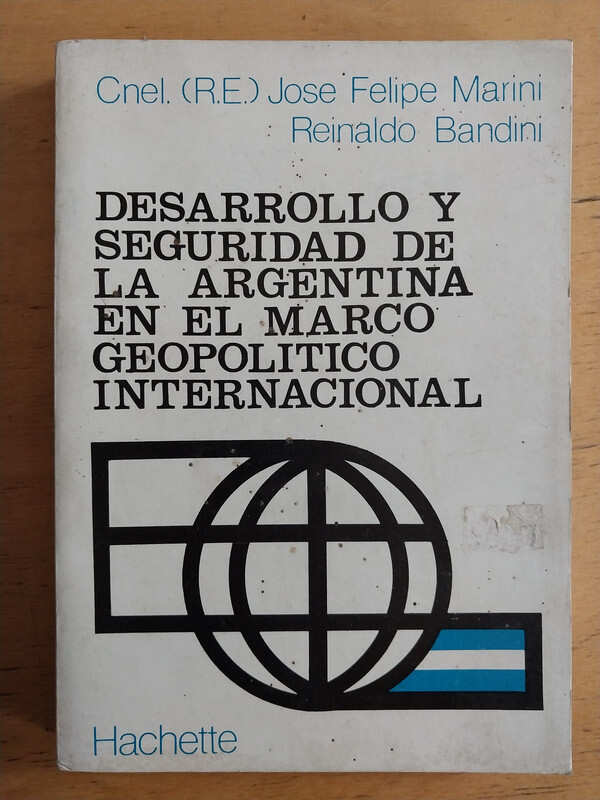 Cnel. (R.E.) Jose Felipe Marini
Reinaldo Bandini
DESARROLLO Y
SEGURIDAD DE
LA ARGENTINA
EN EL MARCO
GEOPOLITICO
INTERNACIONAL
Hachette